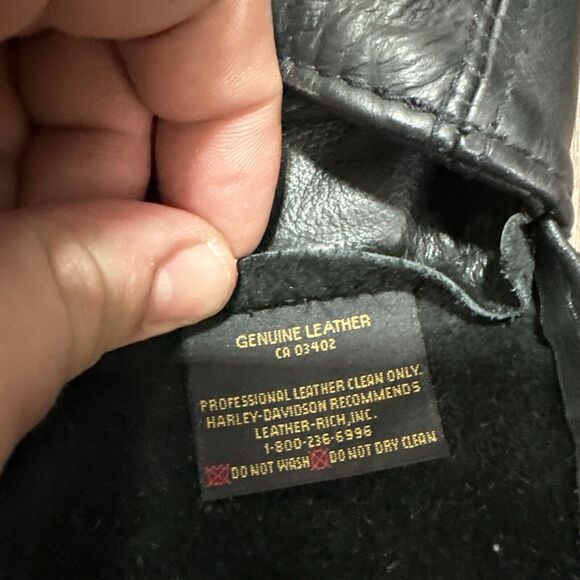 GENUINE LEATHER
CA 03402
PROFESSIONAL LEATHER CLEAN ONLY.
HARLEY-DAVIDSON RECOMMENDS
LEATHER-RICH, INC.
1-800-236-6996
DO NOT WASH DO NOT DRY CLEAN